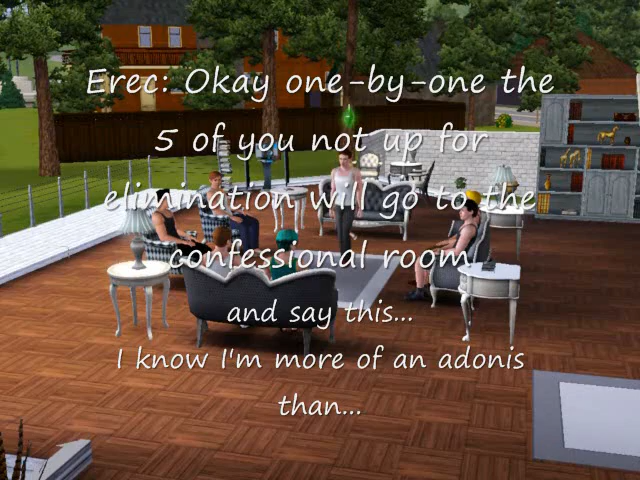 Erec: Okay one-by-one the
5 of you not up for
elimination will go to the
confessional room
and say this...
I know I'm more of an adonis
than...